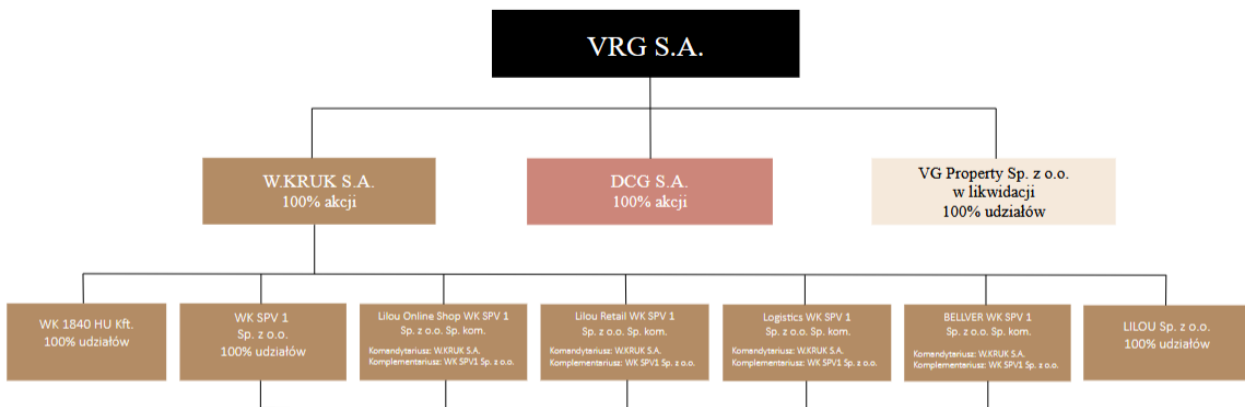 VRG S.A.
W.KRUK S.A.
100% akcji
DCG S.A.
100% akcji
VG Property Sp. z o.o.
w likwidacji
100% udziałów
WK 1840 HU Kft.
100% udziałów
WK SPV 1
Sp. z o.o.
100% udziałów
Lilou Online Shop WK SPV 1
Sp. z o.o. Sp. kom.
Komandytariusz: W.KRUK S.A.
Komplementariusz: WK SPV1 Sp. z o.o.
Lilou Retail WK SPV 1
Sp. z o.o. Sp. kom.
Komandytariusz: W.KRUK S.A.
Komplementariusz: WK SPV1 Sp. z o.o.
Logistics WK SPV 1
Sp. z o.o. Sp. kom.
Komandytariusz: W.KRUK S.A.
Komplementariusz: WK SPV1 Sp. z o.o.
BELLVER WK SPV 1
Sp. z o.o. Sp. kom.
Komandytariusz: W.KRUK S.A.
Komplementariusz: WK SPV1 Sp. z o.o.
LILOU Sp. z o.o.
100% udziałów